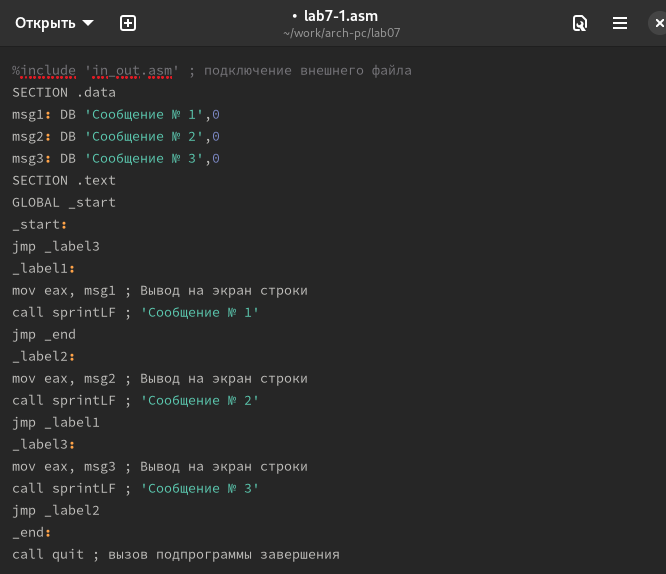 Открыть
• lab7-1.asm
~/work/arch-pc/lab07
%include 'in_out.asm' ; подключение внешнего файла
SECTION .data
msg1: DB 'Сообщение № 1',0
msg2: DB 'Сообщение № 2',0
msg3: DB 'Сообщение № 3',0
SECTION .text
GLOBAL _start
_start:
jmp _label3
_label1:
mov eax, msg1 ; Вывод на экран строки
call sprintLF ; 'Сообщение № 1'
jmp _end
_label2:
mov eax, msg2 ; Вывод на экран строки
call sprintLF ; 'Сообщение № 2'
jmp _label1
_label3:
mov eax, msg3 ; Вывод на экран строки
call sprintLF ; 'Сообщение № 3'
jmp _label2
_end:
call quit ; вызов подпрограммы завершения